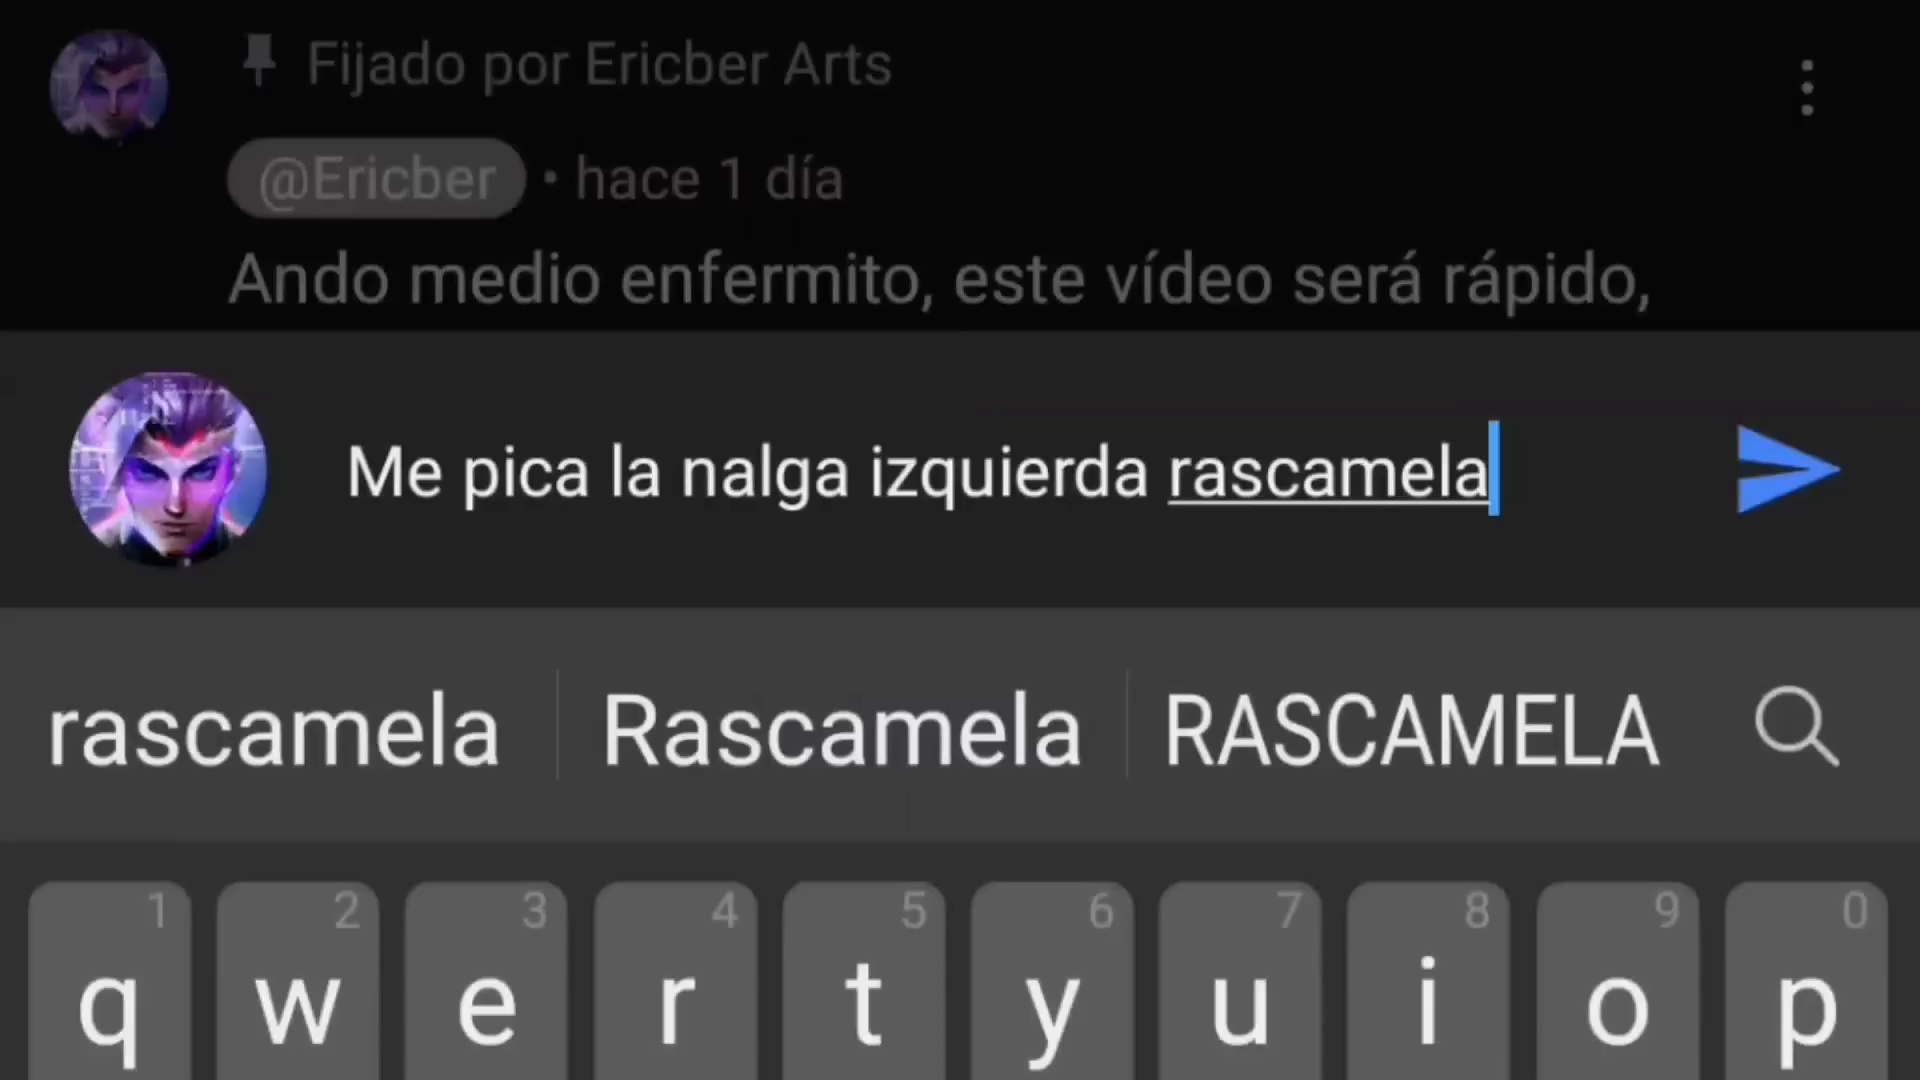 Fijado por Ericber Arts
@Ericber • hace 1 día
Ando medio enfermito, este vídeo será rápido,
Me pica la nalga izquierda rascamela
rascamela Rascamela RASCAMELA
1 2 3 4 5 6 7 8 9 0
q w e r t y u i o p